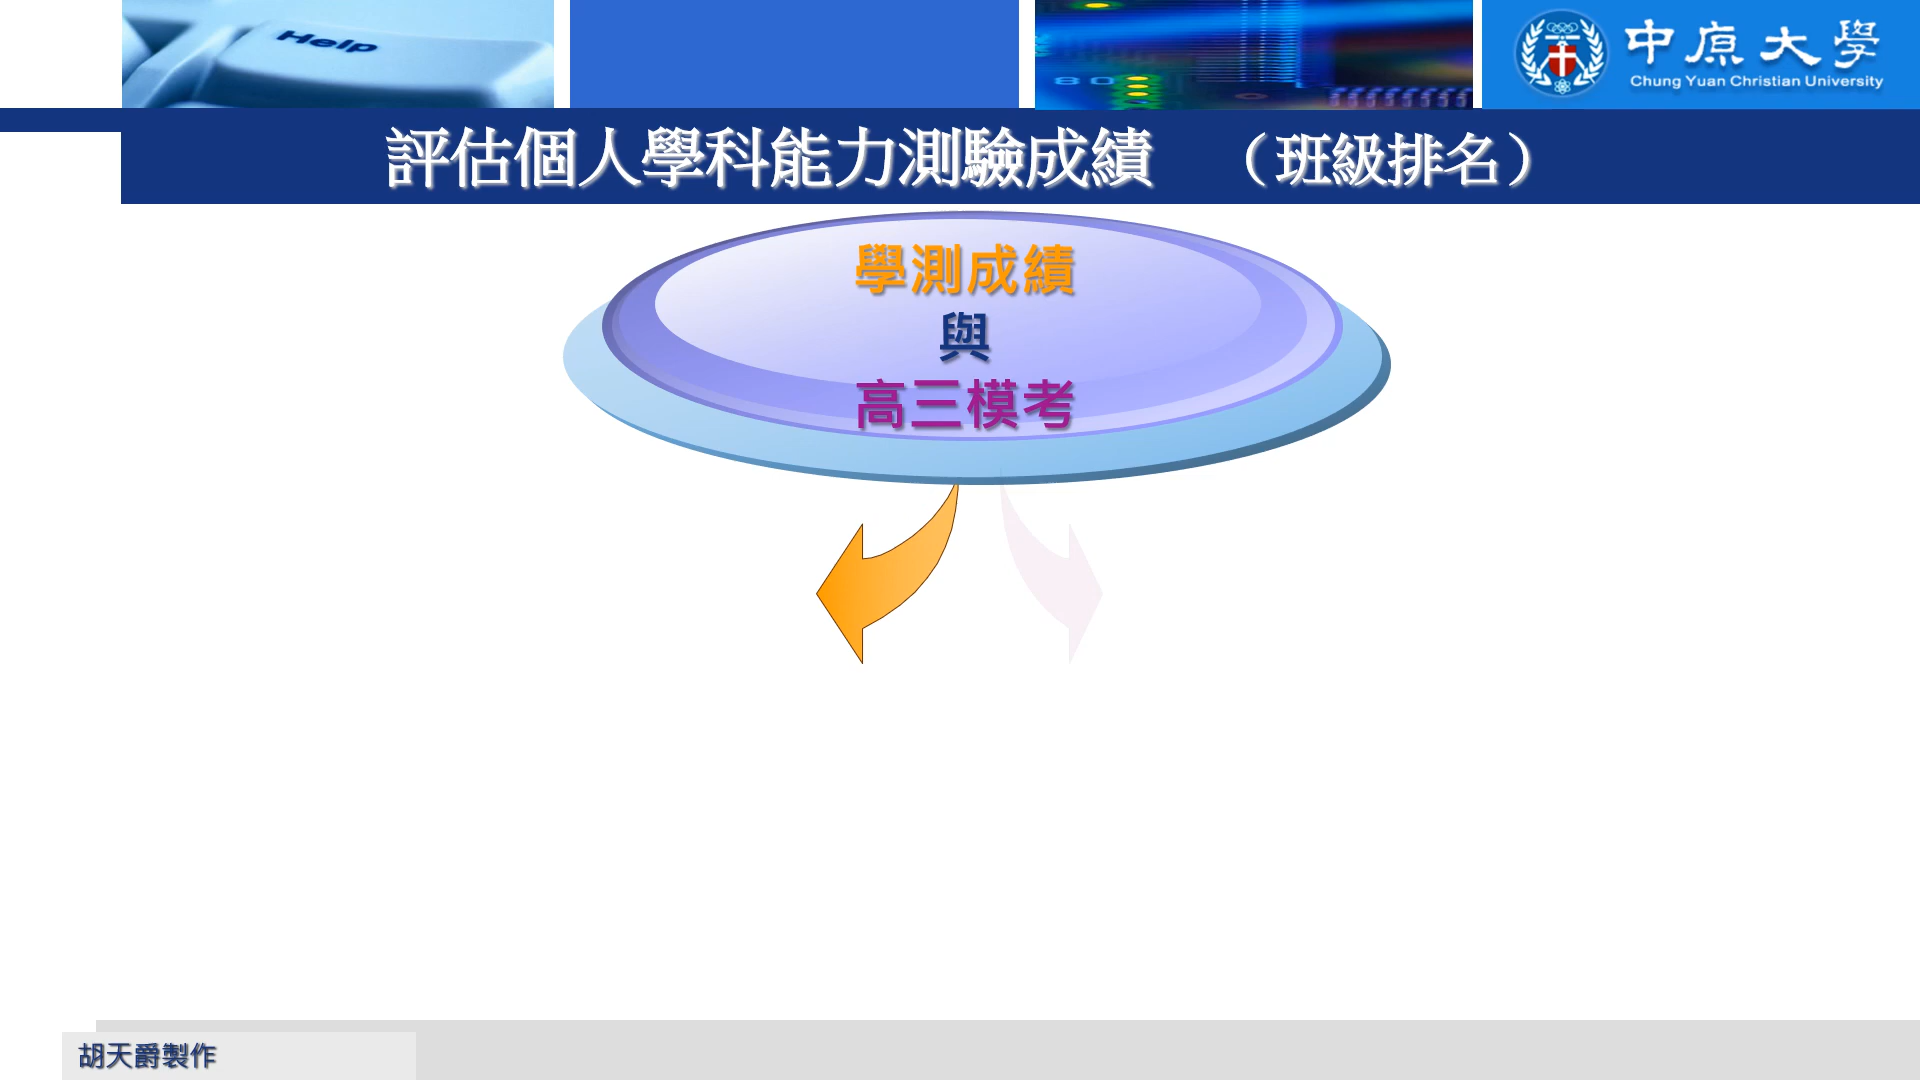 Help
中原大學
Chung Yuan Christian University
80
評估個人學科能力測驗成績 （班級排名）
學測成績
與
高三模考
胡天爵製作